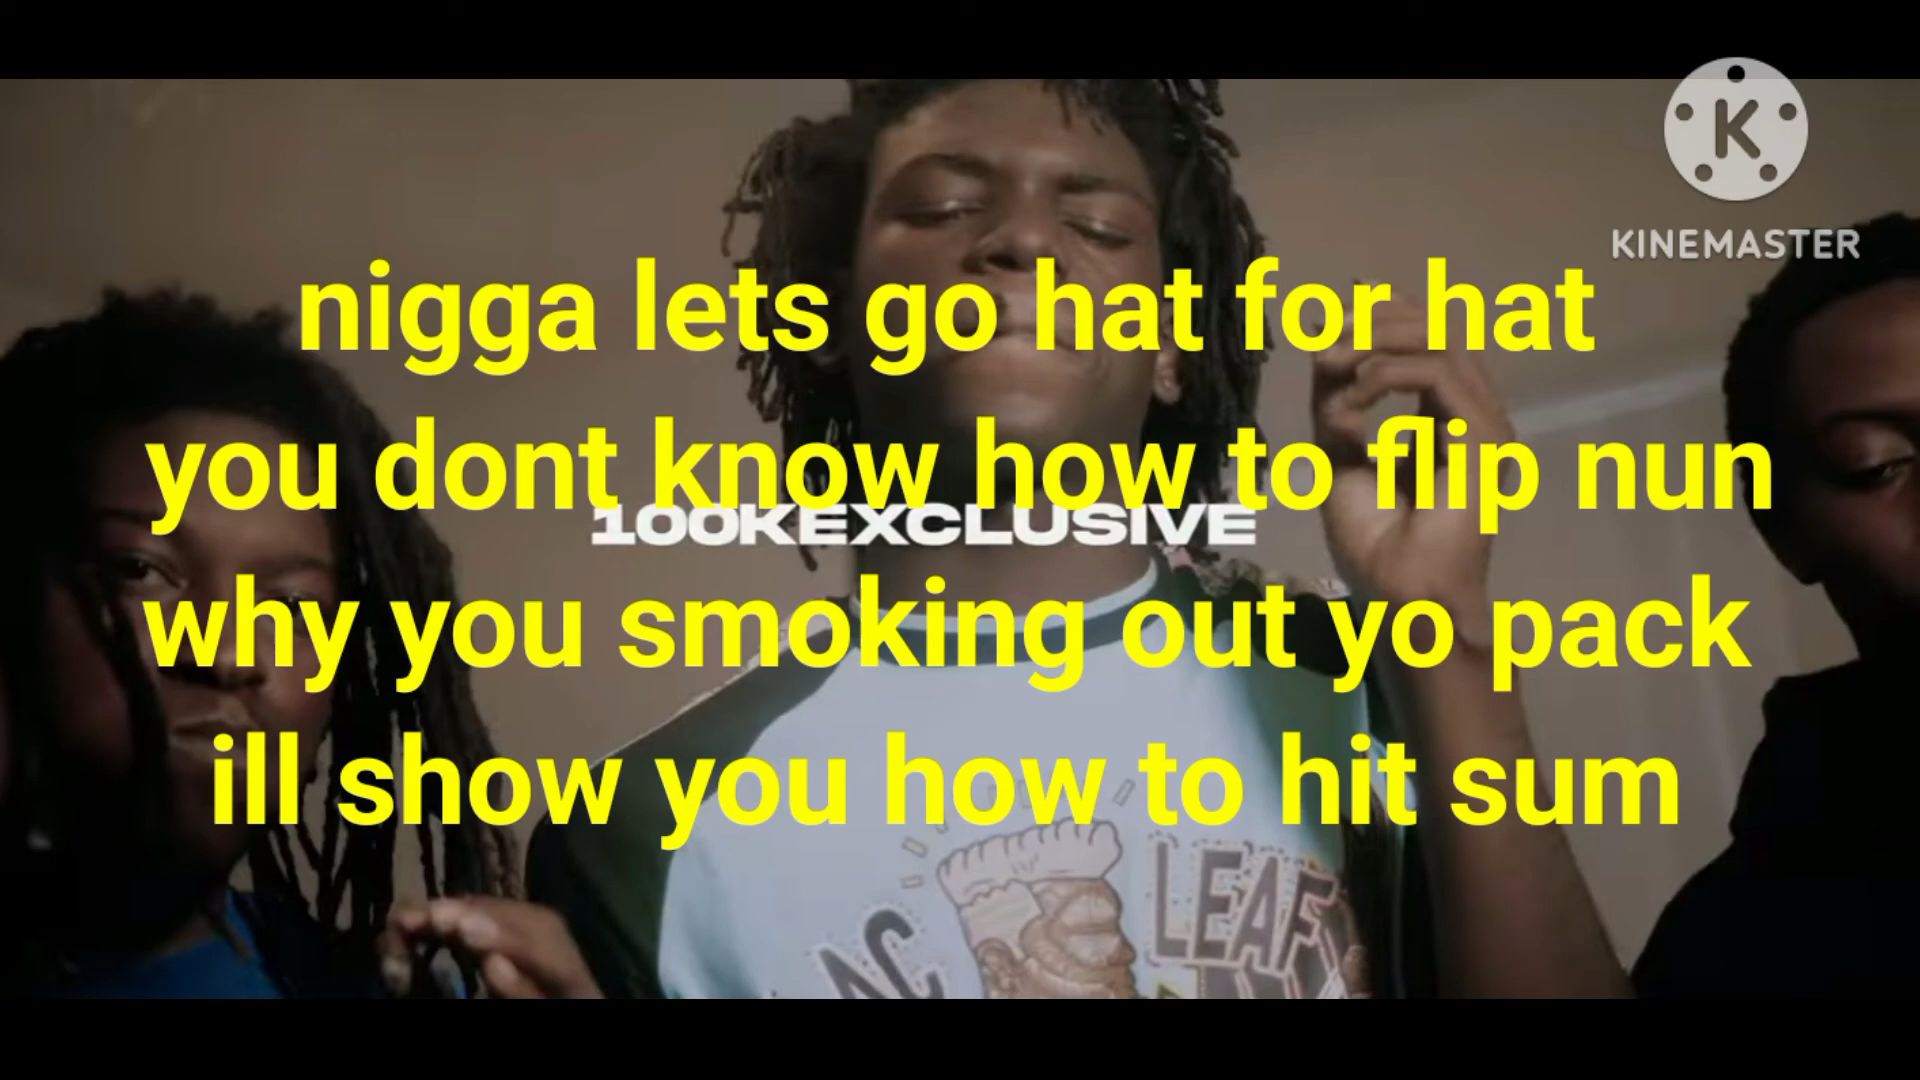 KINEMASTER
nigga lets go hat for hat
you dont know how to flip nun
100KEXCLUSIVE
why you smoking out yo pack
ill show you how to hit sum
LEAF